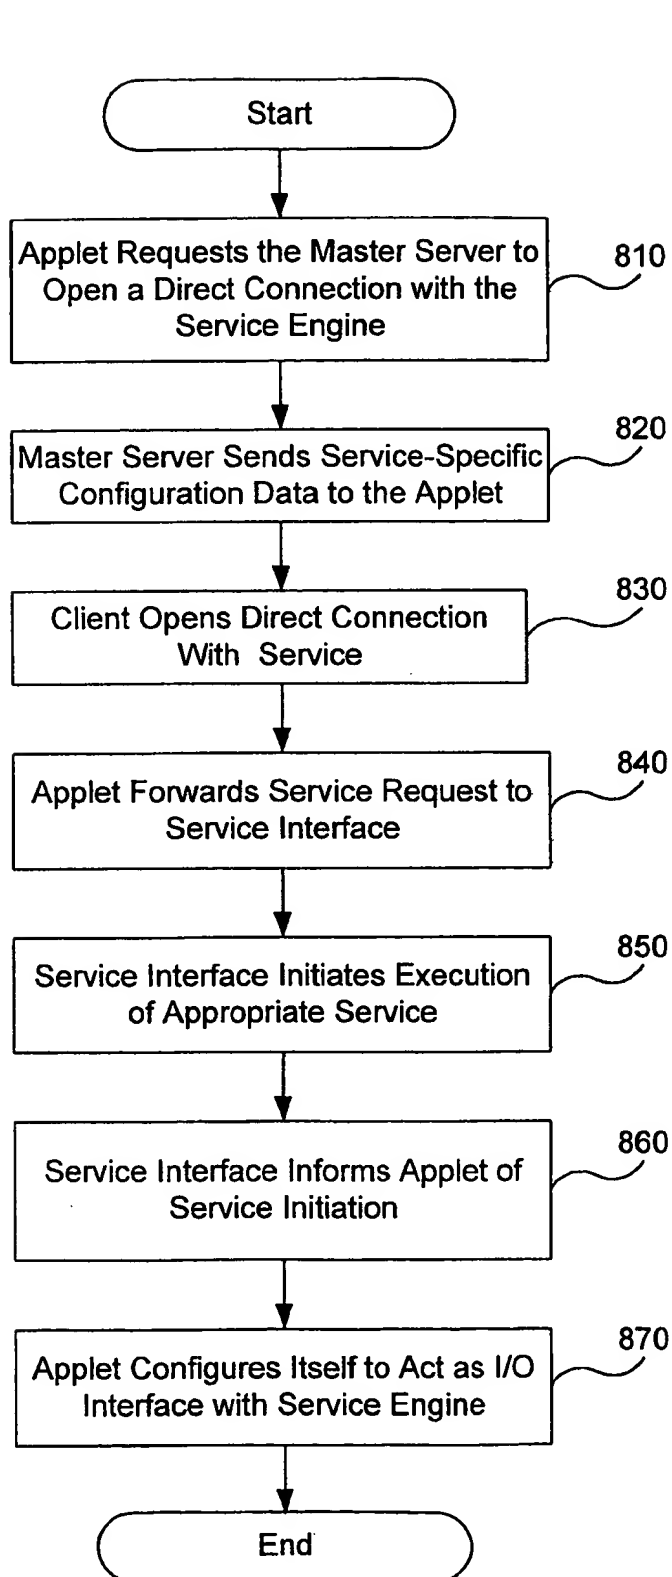 Start
Applet Requests the Master Server to
Open a Direct Connection with the
Service Engine
810
Master Server Sends Service-Specific
Configuration Data to the Applet
820
Client Opens Direct Connection
With Service
830
Applet Forwards Service Request to
Service Interface
840
Service Interface Initiates Execution
of Appropriate Service
850
Service Interface Informs Applet of
Service Initiation
860
Applet Configures Itself to Act as I/O
Interface with Service Engine
870
End